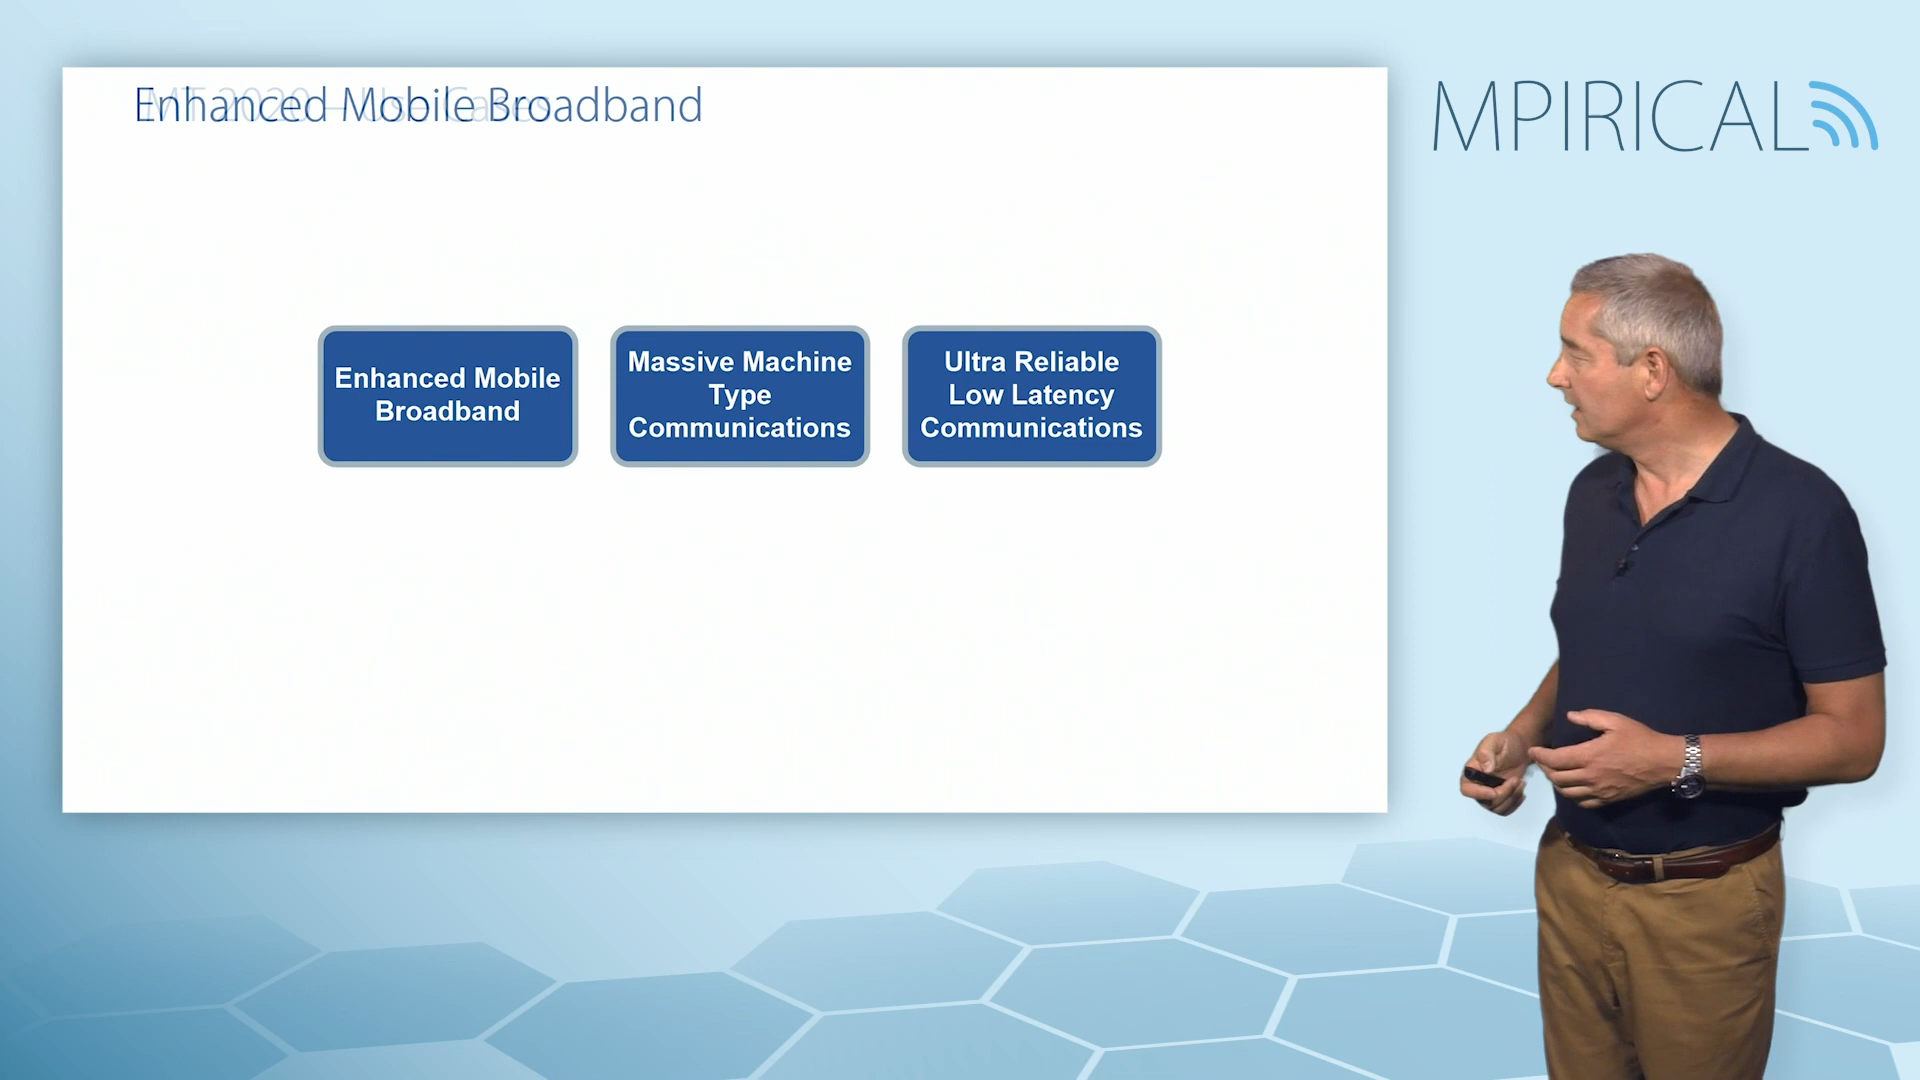 Enhanced Mobile Broadband
MPIRICAL
Enhanced Mobile
Broadband
Massive Machine
Type
Communications
Ultra Reliable
Low Latency
Communications